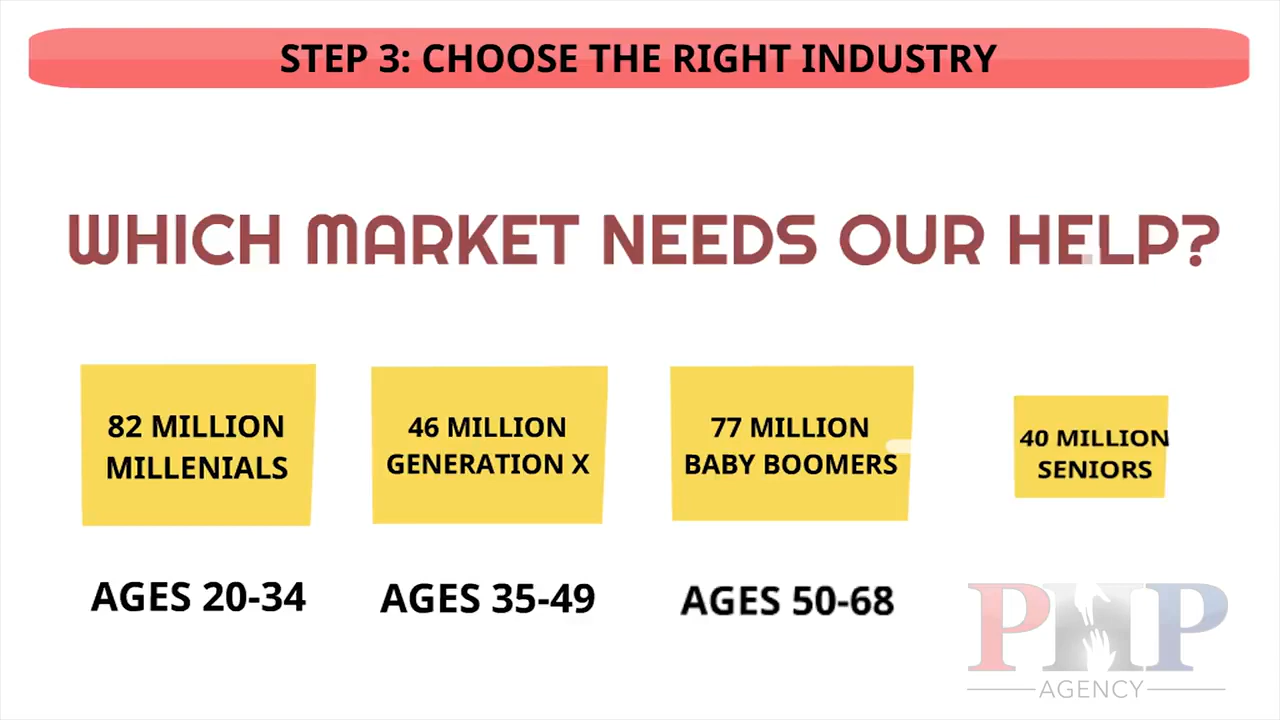 STEP 3: CHOOSE THE RIGHT INDUSTRY
WHICH MARKET NEEDS OUR HELP?
82 MILLION
MILLENIALS
46 MILLION
GENERATION X
77 MILLION
BABY BOOMERS
40 MILLION
SENIORS
AGES 20-34
AGES 35-49
AGES 50-68
PHP
AGENCY